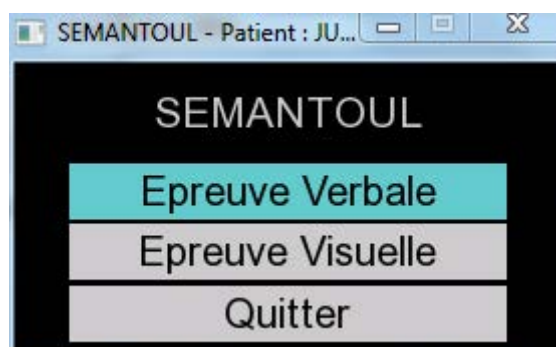 SEMANTOUL - Patient : JU...
SEMANTOUL
Epreuve Verbale
Epreuve Visuelle
Quitter